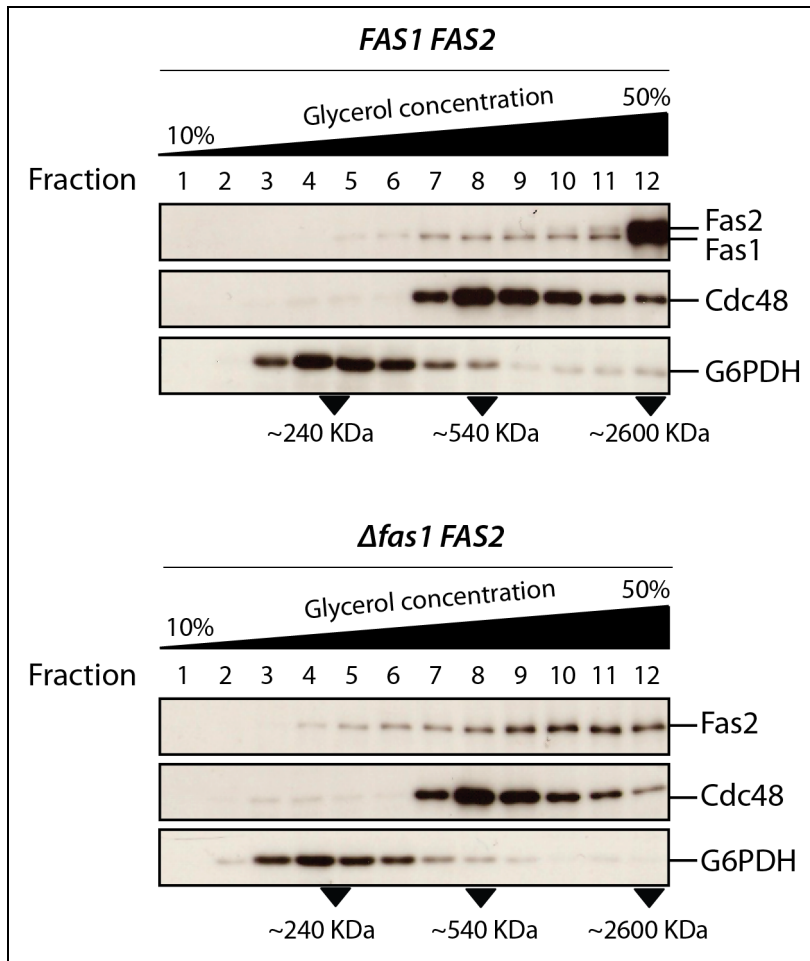 FAS1 FAS2
Glycerol concentration
10%
50%
Fraction 1 2 3 4 5 6 7 8 9 10 11 12
Fas2
Fas1
Cdc48
G6PDH
~240 KDa ~540 KDa ~2600 KDa
Δfas1 FAS2
Glycerol concentration
10%
50%
Fraction 1 2 3 4 5 6 7 8 9 10 11 12
Fas2
Cdc48
G6PDH
~240 KDa ~540 KDa ~2600 KDa